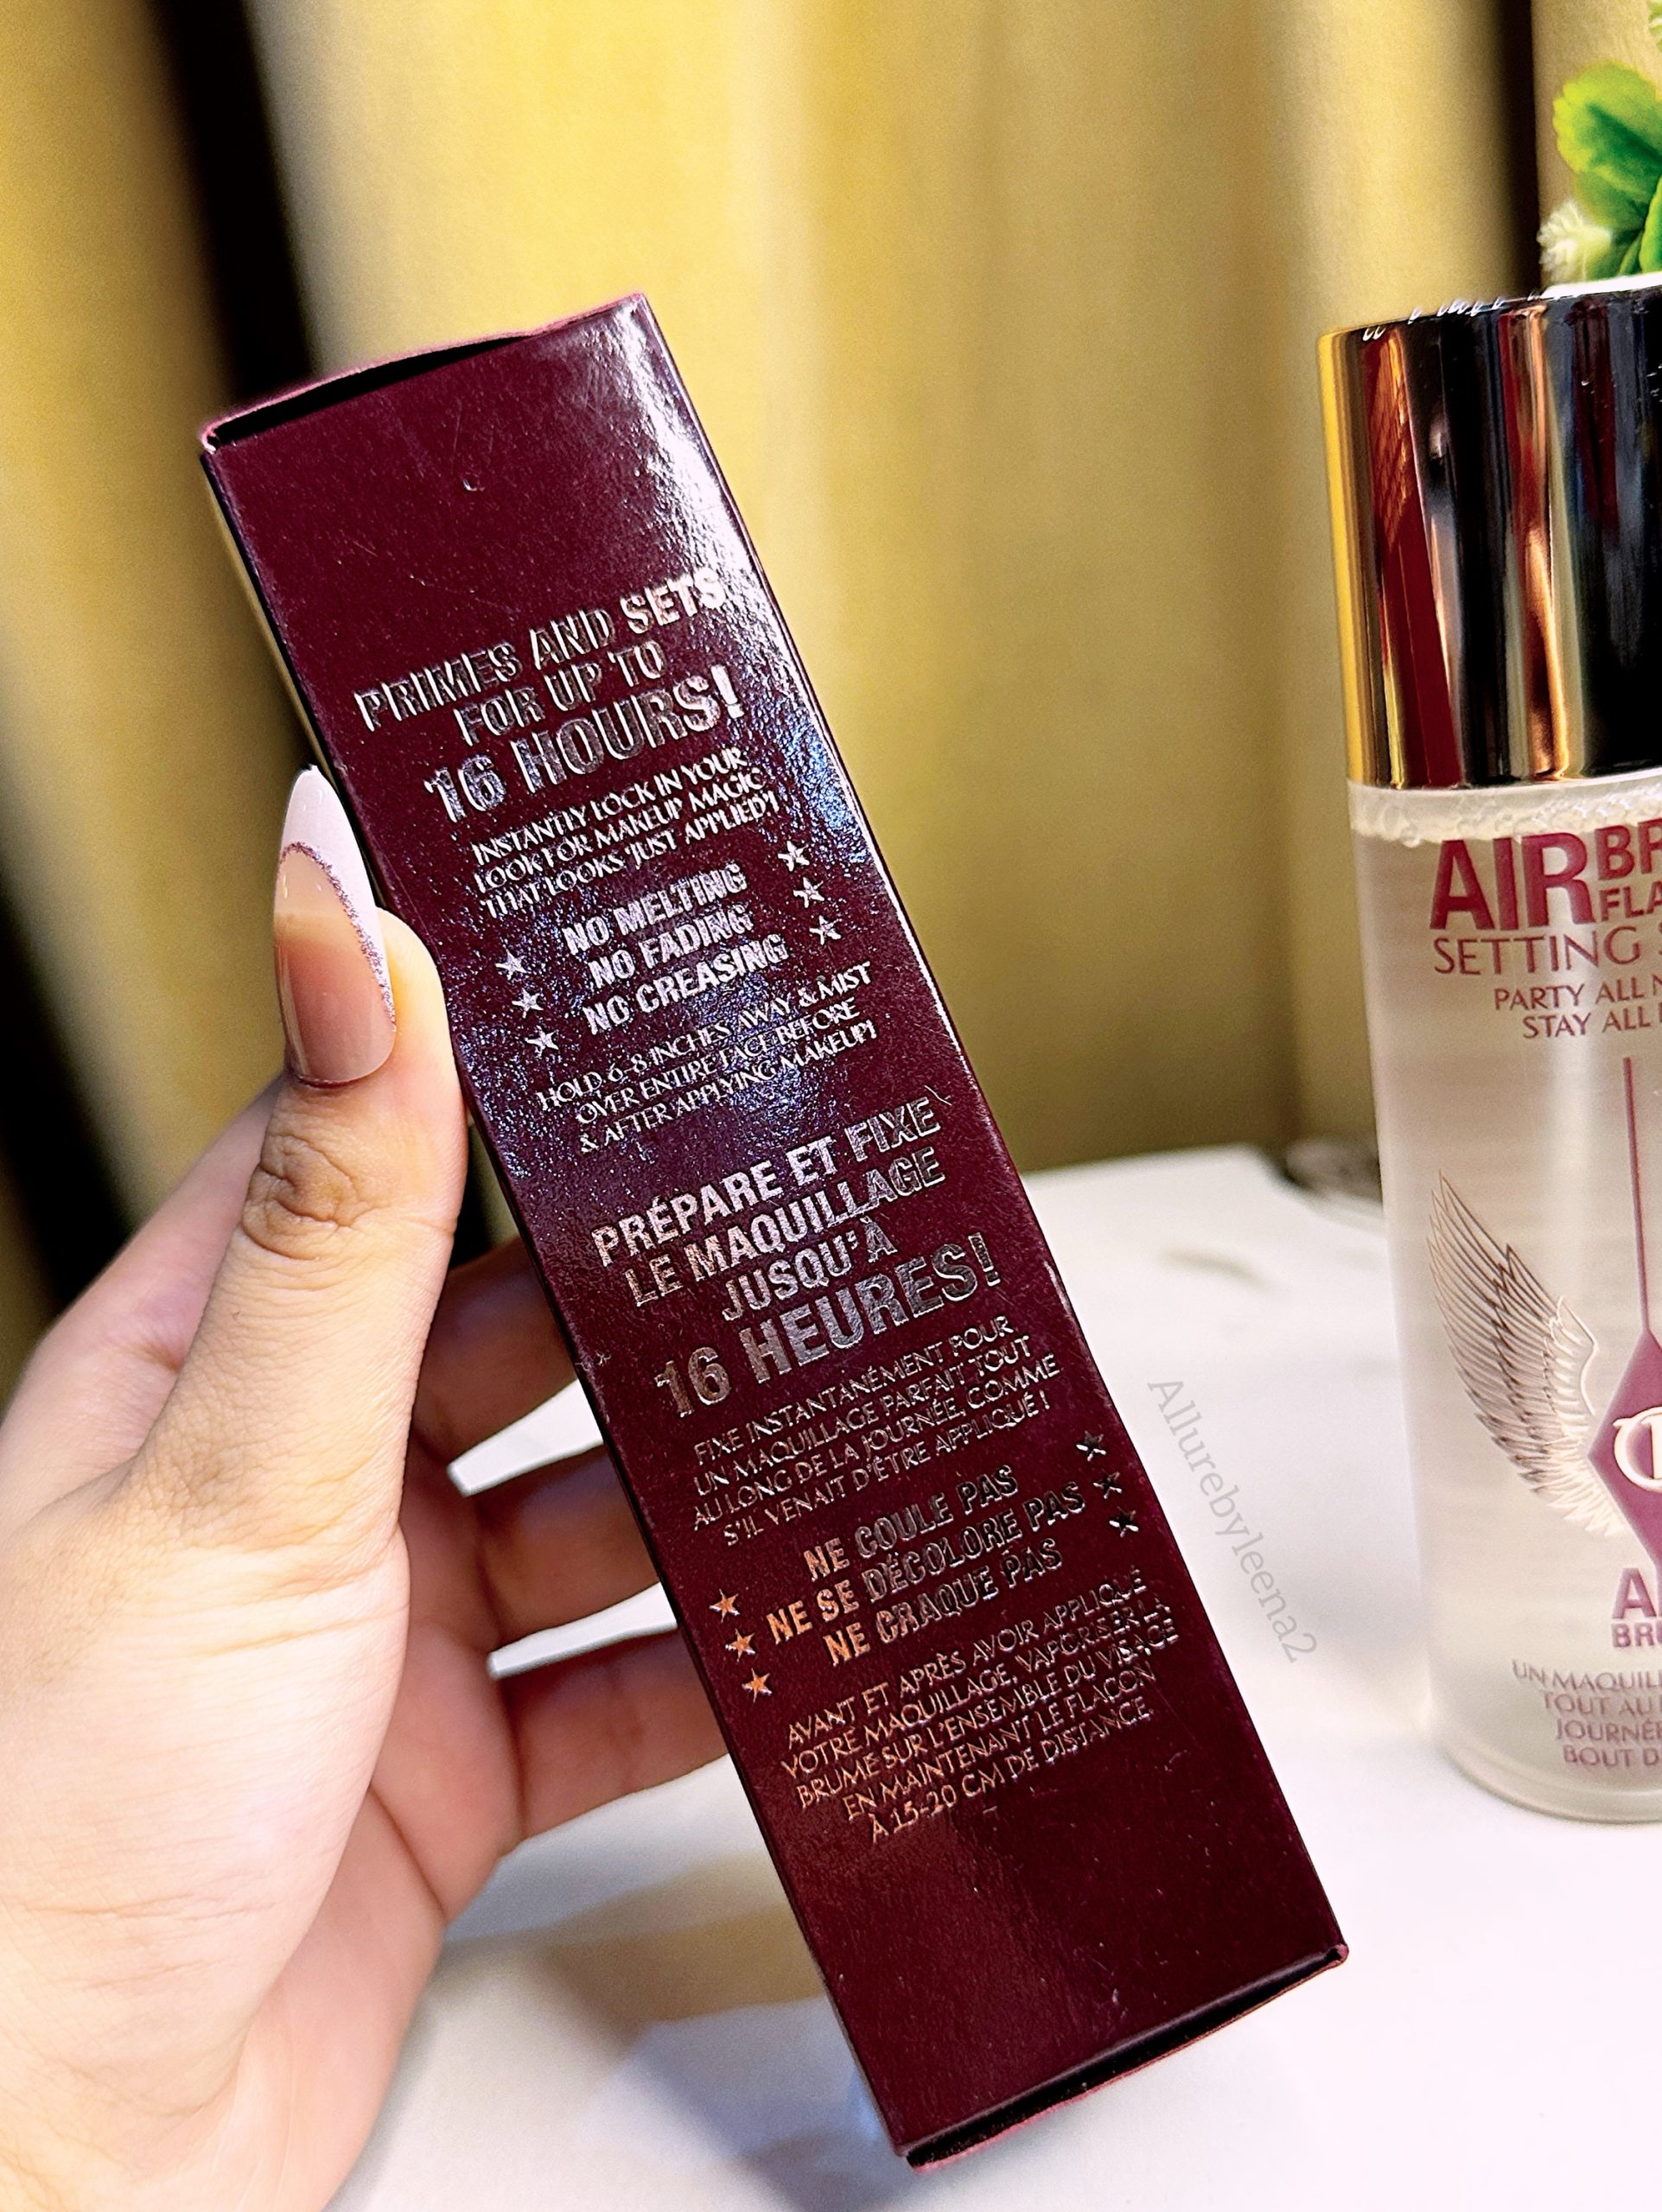 PRIMES AND SETS
FOR UP TO
16 HOURS!
INSTANTLY LOCK IN YOUR
LOOK FOR MAKEUP MAGIC
THAT LOOKS 'JUST APPLIED'!
NO MELTING
NO FADING
NO CREASING
HOLD 6-8 INCHES AWAY & MIST
OVER ENTIRE FACE BEFORE
& AFTER APPLYING MAKEUP!
PRÉPARE ET FIXE
LE MAQUILLAGE
JUSQU'À
16 HEURES!
FIXE INSTANTANÉMENT POUR
UN MAQUILLAGE PARFAIT TOUT
AU LONG DE LA JOURNÉE, COMME
S'IL VENAIT D'ÊTRE APPLIQUÉ !
NE COULE PAS
NE SE DÉCOLORE PAS
NE CRAQUE PAS
AVANT ET APRÈS AVOIR APPLIQUÉ
VOTRE MAQUILLAGE, VAPORISER LA
BRUME SUR L'ENSEMBLE DU VISAGE
EN MAINTENANT LE FLACON
À 15-20 CM DE DISTANCE
Allurebyleena2
AIR
SETTING
PARTY ALL
STAY ALL
TOUT AU
BOUT